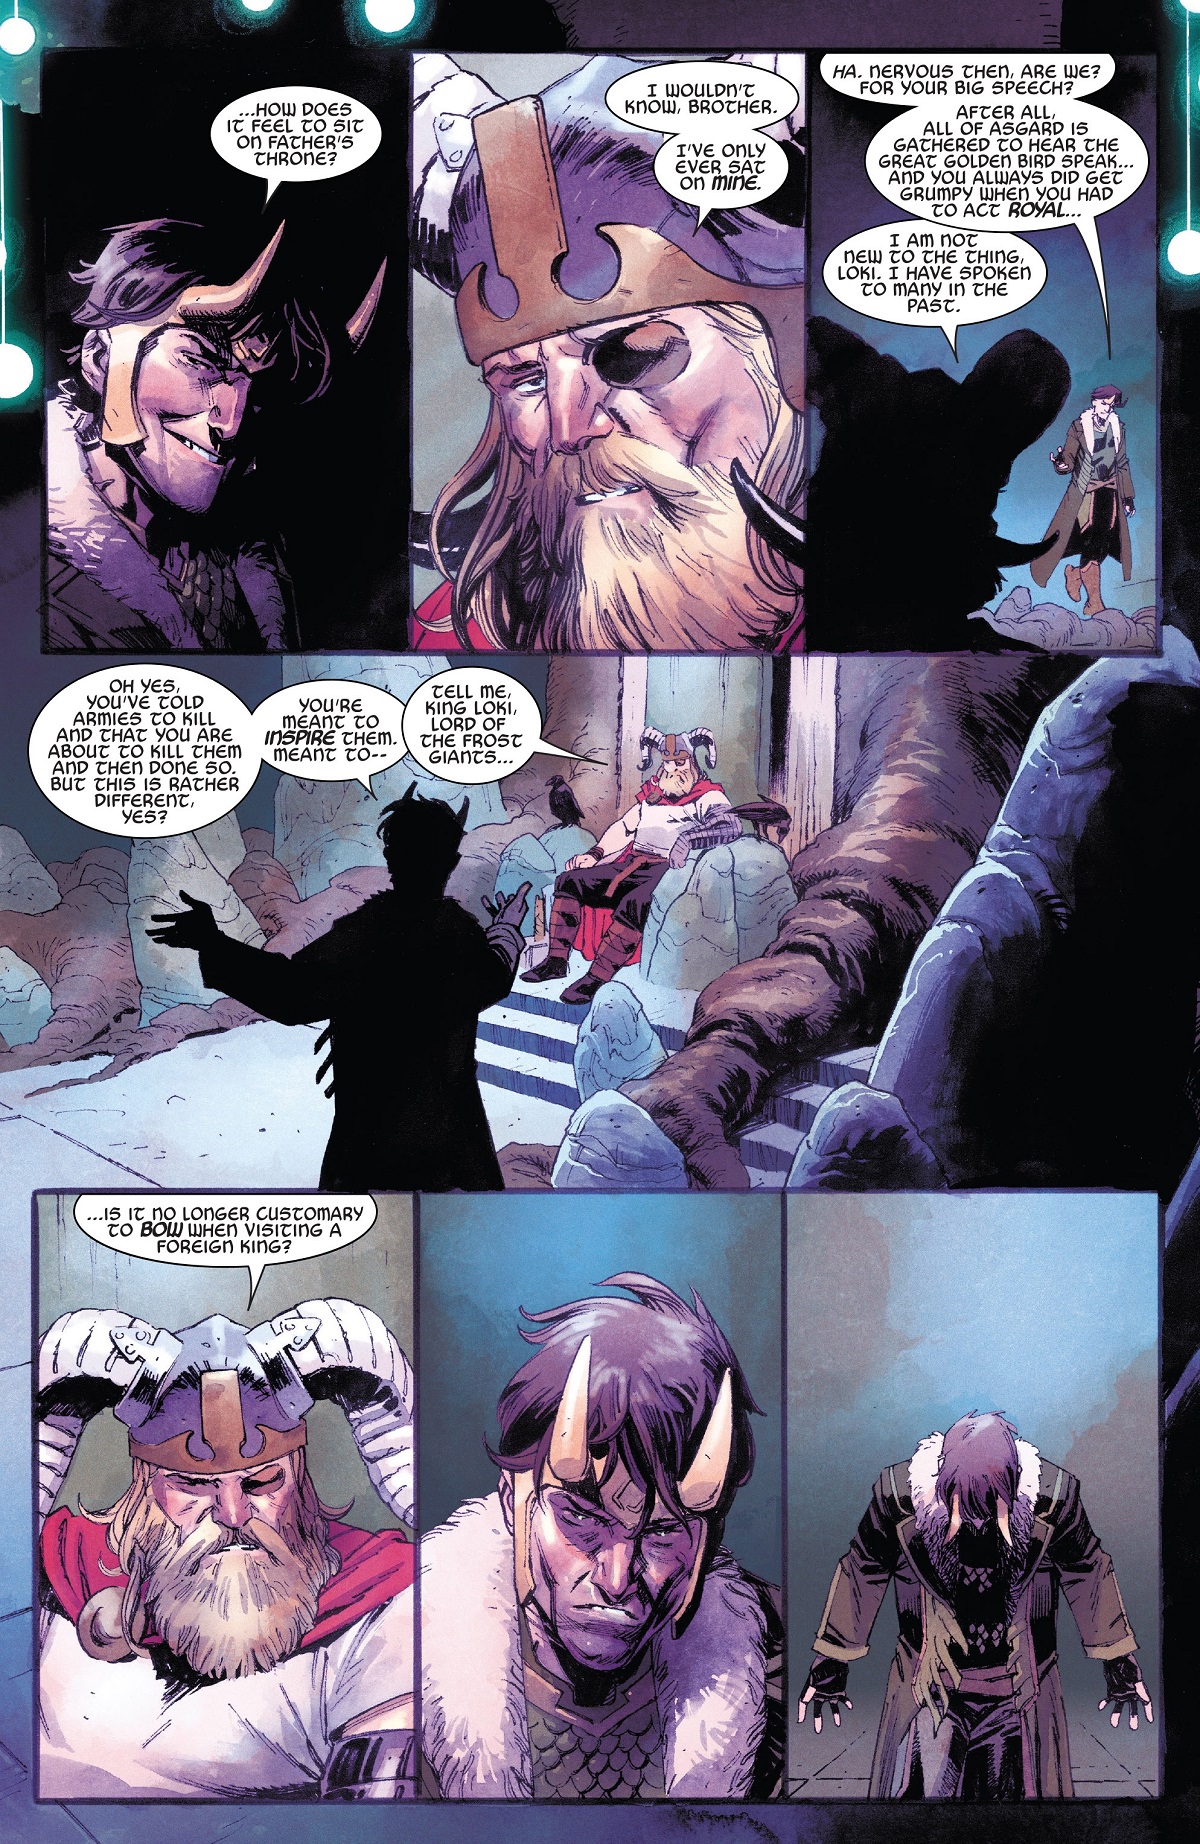 ...HOW DOES
IT FEEL TO SIT
ON FATHER'S
THRONE?
I WOULDN'T
KNOW, BROTHER.
I'VE ONLY
EVER SAT
ON MINE.
HA. NERVOUS THEN, ARE WE?
FOR YOUR BIG SPEECH?
AFTER ALL,
ALL OF ASGARD IS
GATHERED TO HEAR THE
GREAT GOLDEN BIRD SPEAK...
AND YOU ALWAYS DID GET
GRUMPY WHEN YOU HAD
TO ACT ROYAL...
I AM NOT
NEW TO THE THING,
LOKI. I HAVE SPOKEN
TO MANY IN THE
PAST.
OH YES,
YOU'VE TOLD
ARMIES TO KILL
AND THAT YOU ARE
ABOUT TO KILL THEM
AND THEN DONE SO,
BUT THIS IS RATHER
DIFFERENT,
YES?
YOU'RE
MEANT TO
INSPIRE THEM.
MEANT TO--
TELL ME,
KING LOKI,
LORD OF
THE FROST
GIANTS...
...IS IT NO LONGER CUSTOMARY
TO BOW WHEN VISITING A
FOREIGN KING?